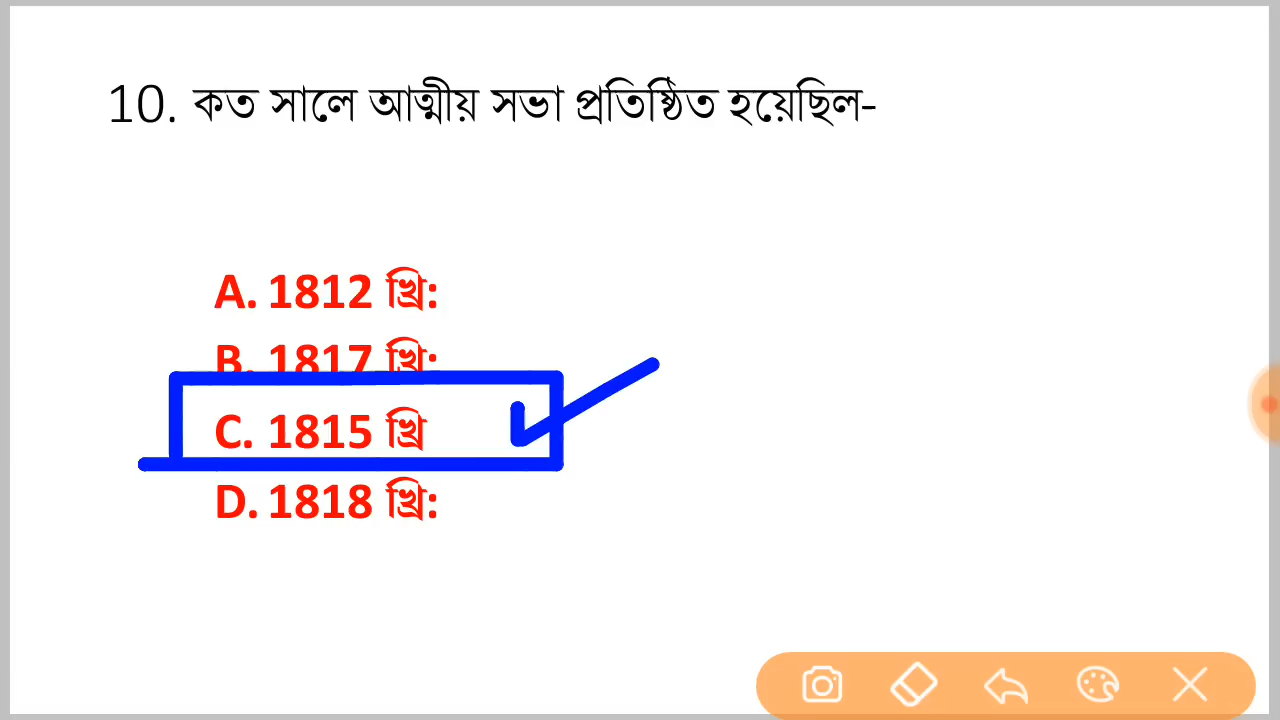 10. কত সালে আত্মীয় সভা প্রতিষ্ঠিত হয়েছিল-
A. 1812 খ্রি:
B. 1817 খ্রি:
C. 1815 খ্রি
D. 1818 খ্রি: